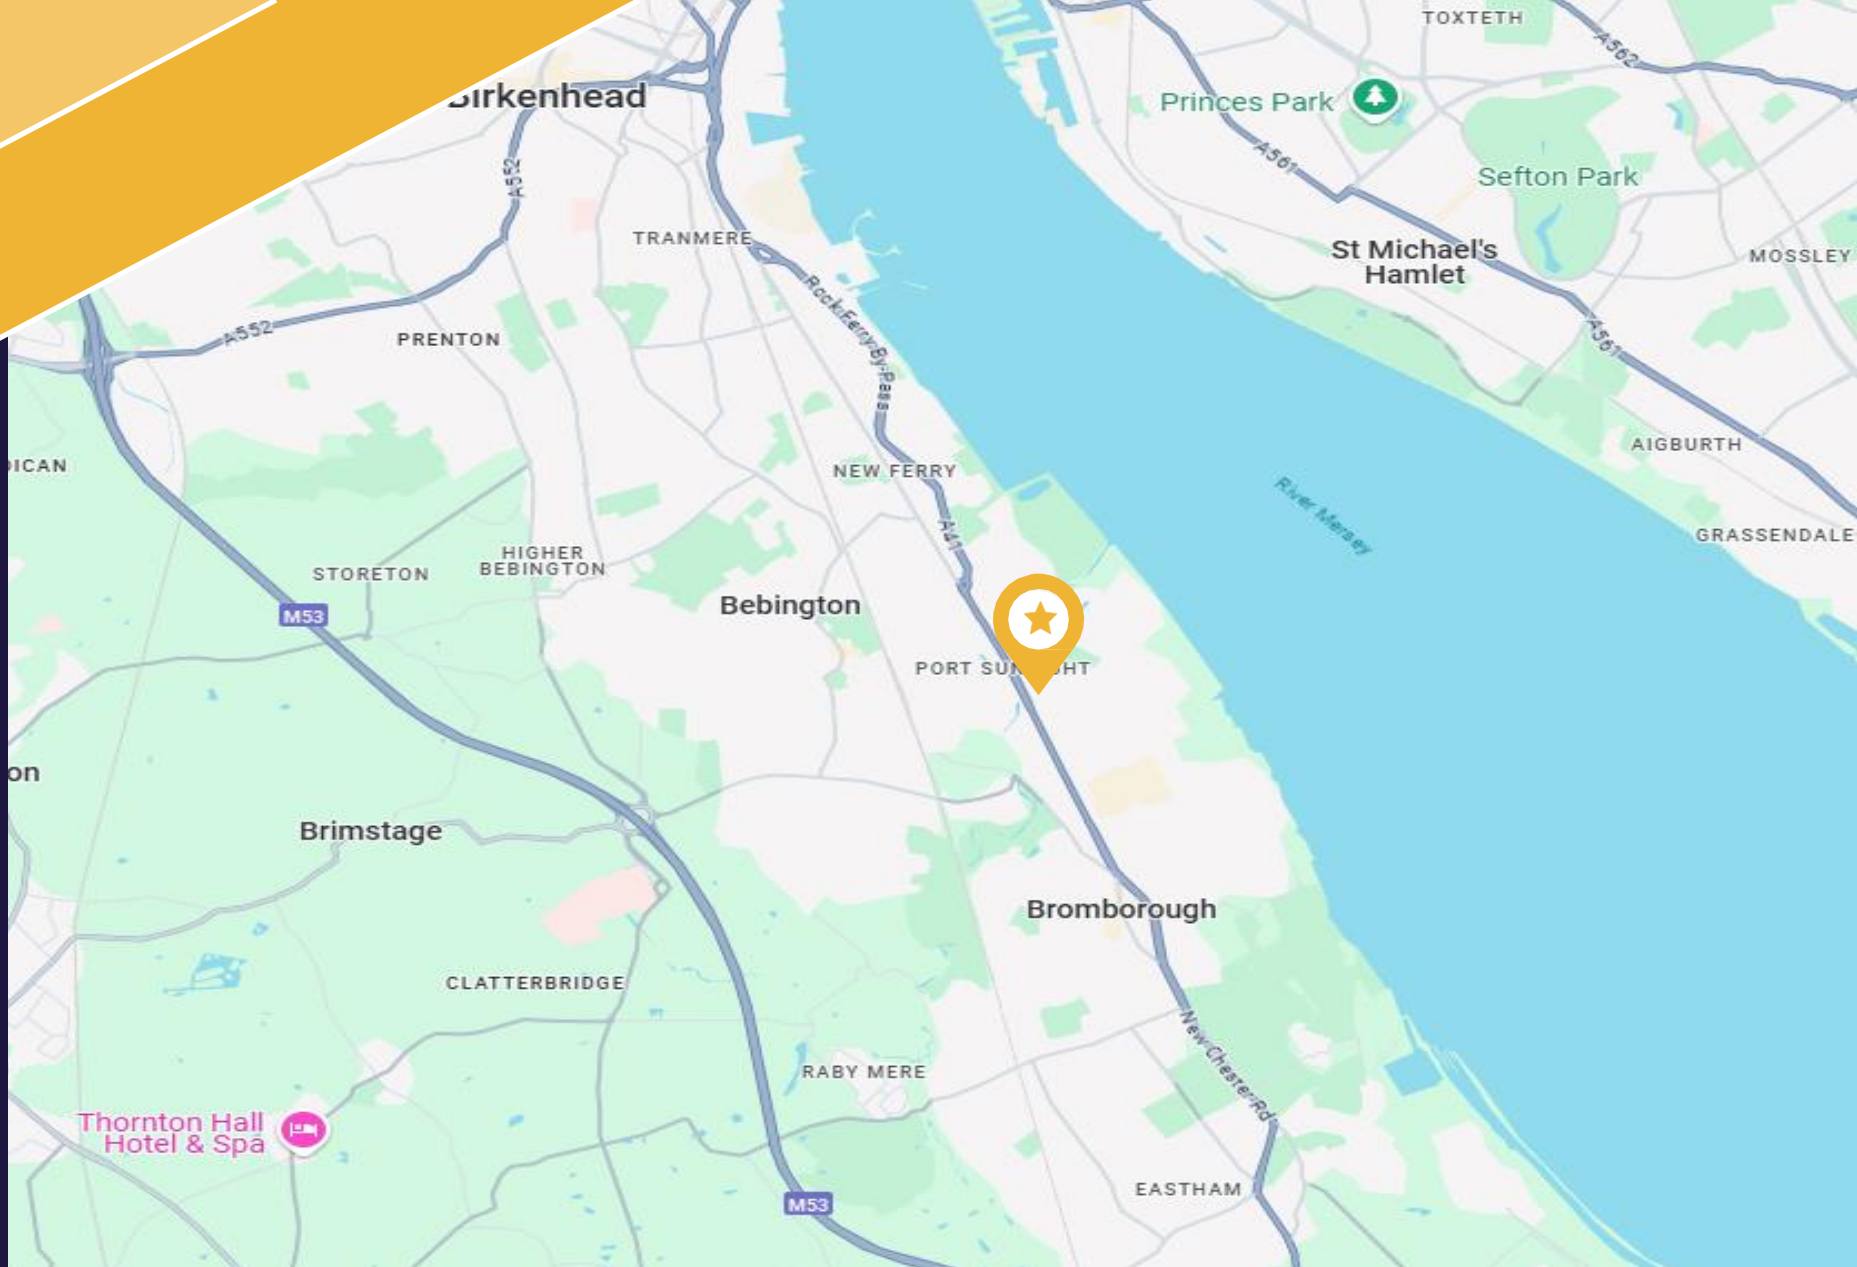 TOXTETH
A562
Birkenhead
Princes Park
A561
A552
Sefton Park
TRANMERE
St Michael's
Hamlet
MOSSLEY
Rock Ferry By-Pass
A552
PRENTON
A561
AIGBURTH
DICAN
NEW FERRY
River Mersey
A41
GRASSENDALE
HIGHER
BEBINGTON
STORETON
M53
Bebington
PORT SUN HT
on
Brimstage
Bromborough
CLATTERBRIDGE
New Chester Rd
RABY MERE
Thornton Hall
Hotel & Spa
EASTHAM
M53